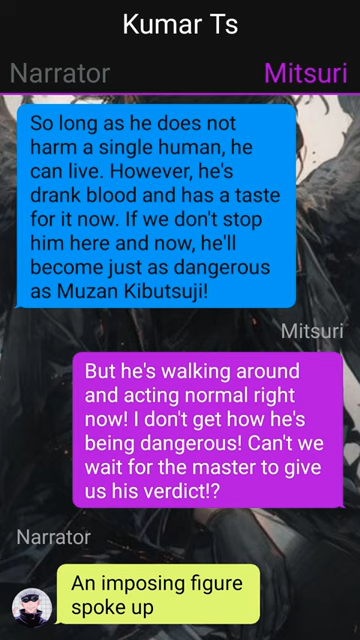 Kumar Ts
Narrator
Mitsuri
So long as he does not
harm a single human, he
can live. However, he's
drank blood and has a taste
for it now. If we don't stop
him here and now, he'll
become just as dangerous
as Muzan Kibutsuji!
Mitsuri
But he's walking around
and acting normal right
now! I don't get how he's
being dangerous! Can't we
wait for the master to give
us his verdict!?
Narrator
An imposing figure
spoke up